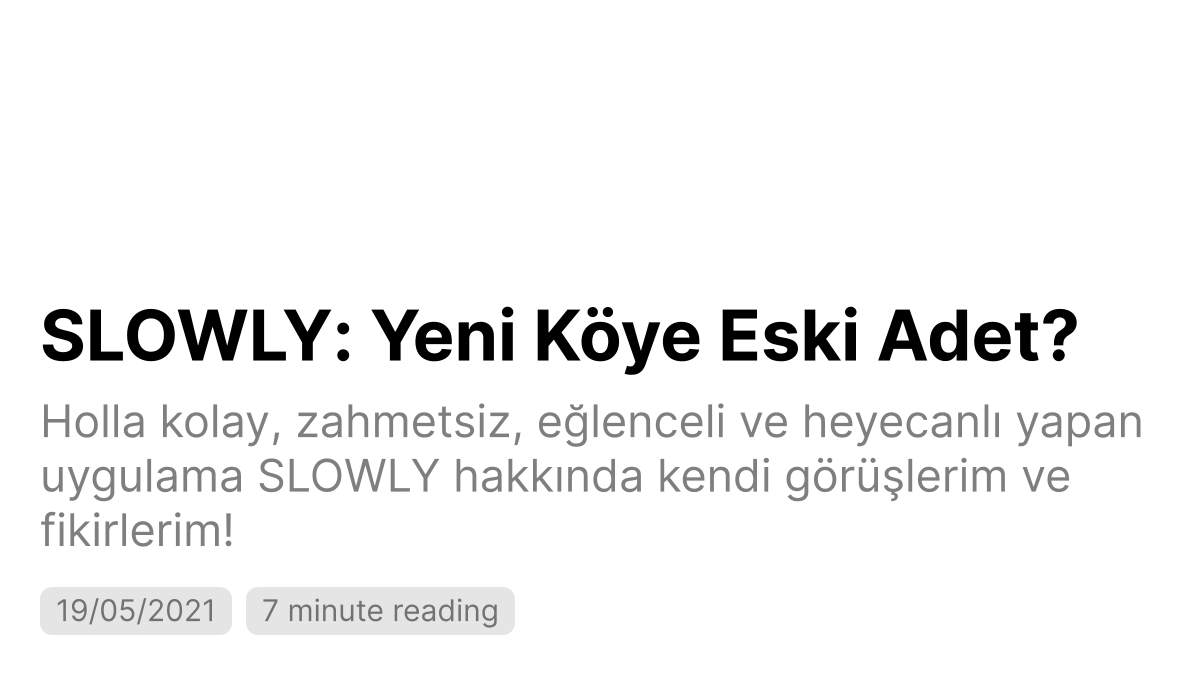 SLOWLY: Yeni Köye Eski Adet?
Holla kolay, zahmetsiz, eğlenceli ve heyecanlı yapan
uygulama SLOWLY hakkında kendi görüşlerim ve
fikirlerim!
19/05/2021 7 minute reading